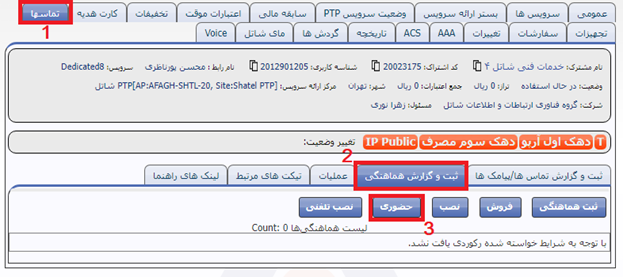 عمومی سرویس ها بستر ارائه سرویس وضعیت سرویس PTP سابقه مالی اعتبارات موقت تخفیفات کارت هدیه تماسها
1
تجهیزات سفارشات تغییرات AAA ACS تاریخچه گردش ها مای شاتل Voice
نام مشترک: خدمات فنی شاتل ۴ کد اشتراک: 20023175 شناسه کاربری: 2012901205 نام رابط: محسن پورنظری سرویس: Dedicated8
وضعیت: در حال استفاده تراز: 0 ریال جمع اعتبارات: 0 ریال شهر: تهران مرکز ارائه سرویس: PTP[AP:AFAGH-SHTL-20, Site:Shatel PTP] شاتل
شرکت: گروه فناوری ارتباطات و اطلاعات شاتل مسئول: زهرا نوری
T دهک اول آریو دهک سوم مصرف IP Public تغییر وضعیت:
2
ثبت و گزارش تماس ها/پیامک ها ثبت و گزارش هماهنگی عملیات تیکت های مرتبط لینک های راهنما
ثبت هماهنگی فروش نصب حضوری نصب تلفنی
3
لیست هماهنگی‌ها Count: 0
با توجه به شرایط خواسته شده رکوردی یافت نشد.